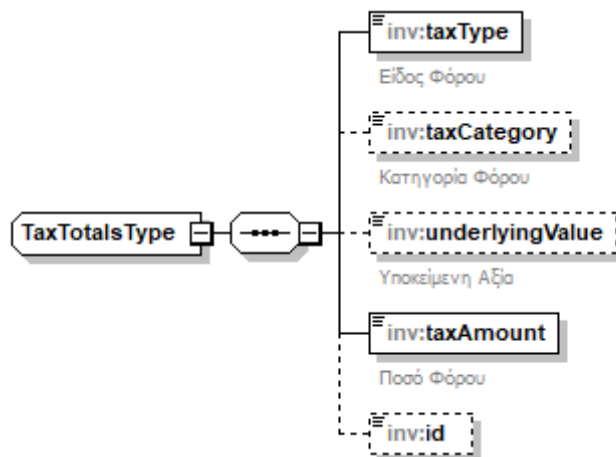 inv:taxType
Είδος Φόρου
inv:taxCategory
Κατηγορία Φόρου
TaxTotalsType
inv:underlyingValue
Υποκείμενη Αξία
inv:taxAmount
Ποσό Φόρου
inv:id